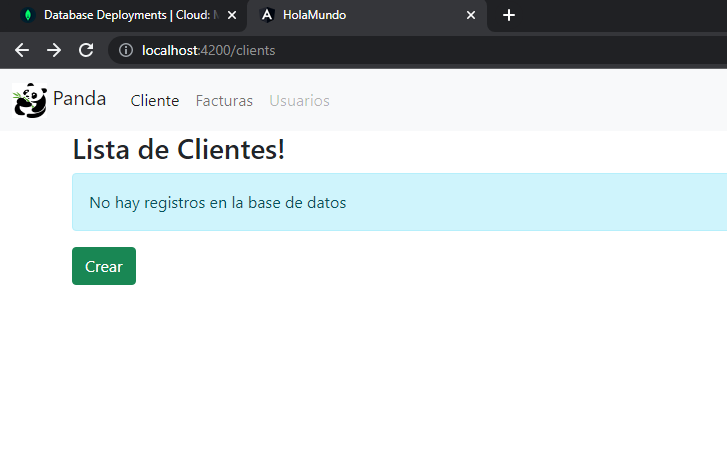 Database Deployments | Cloud: M
HolaMundo
localhost:4200/clients
Panda Cliente Facturas Usuarios
Lista de Clientes!
No hay registros en la base de datos
Crear